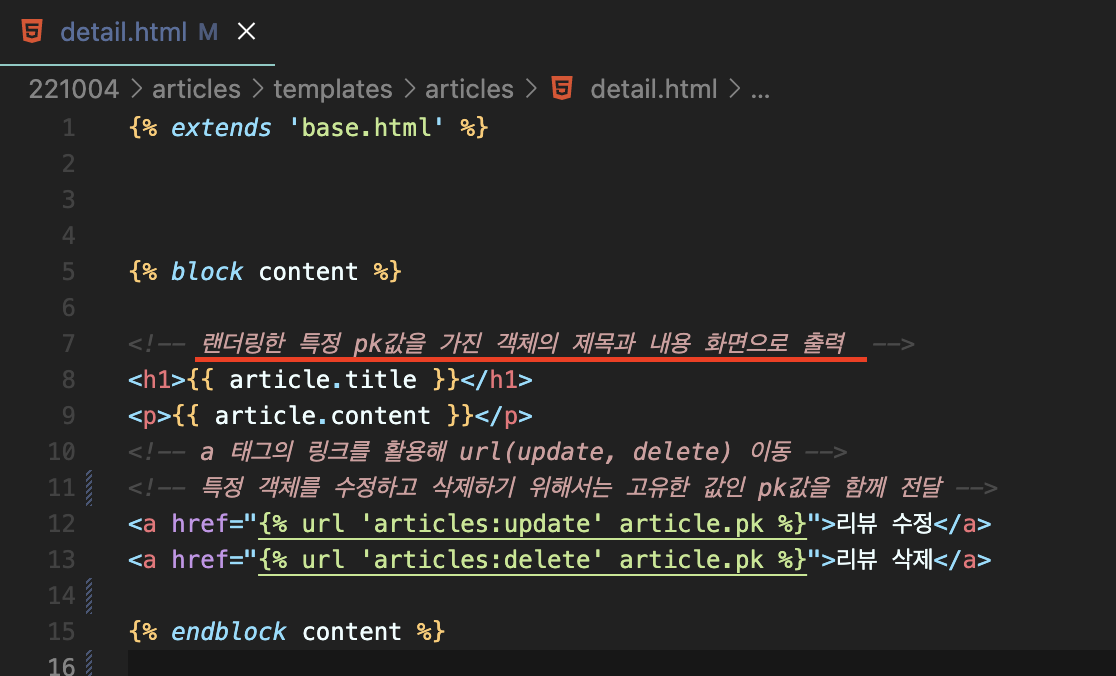 detail.html M
221004 > articles > templates > articles > detail.html > ...
1 {% extends 'base.html' %}
2
3
4
5 {% block content %}
6
7 <!-- 랜더링한 특정 pk값을 가진 객체의 제목과 내용 화면으로 출력 -->
8 <h1>{{ article.title }}</h1>
9 <p>{{ article.content }}</p>
10 <!-- a 태그의 링크를 활용해 url(update, delete) 이동 -->
11 <!-- 특정 객체를 수정하고 삭제하기 위해서는 고유한 값인 pk값을 함께 전달 -->
12 <a href="{% url 'articles:update' article.pk %}">리뷰 수정</a>
13 <a href="{% url 'articles:delete' article.pk %}">리뷰 삭제</a>
14
15 {% endblock content %}
16